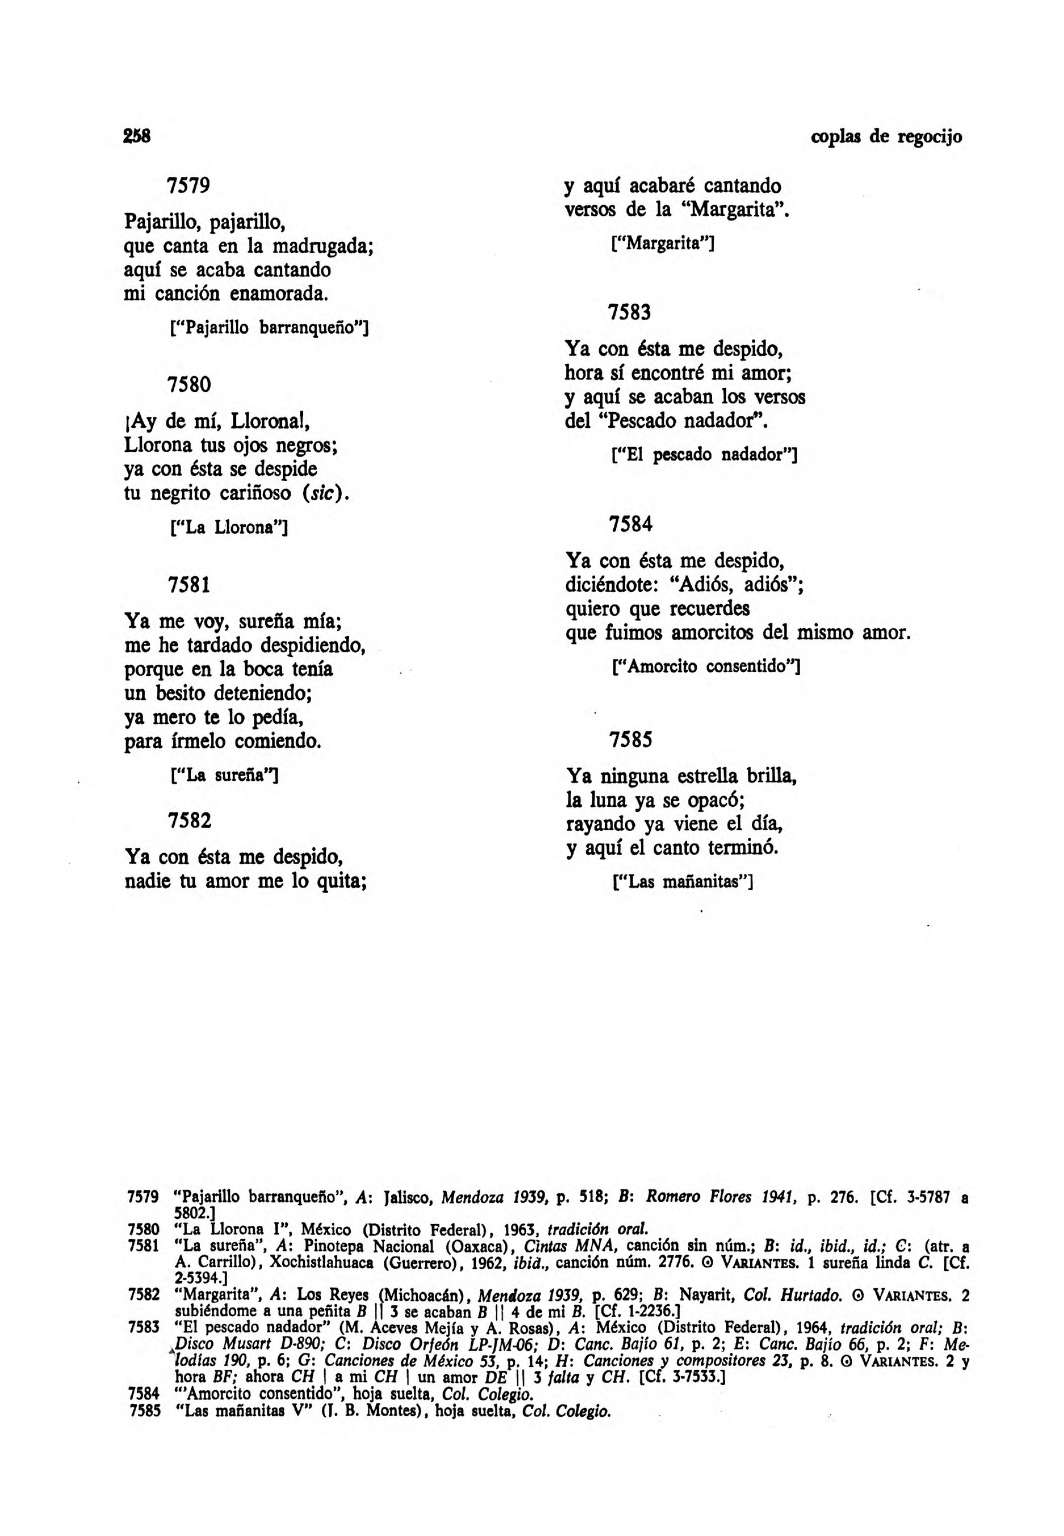 258
coplas de regocijo
7579
Pajarillo, pajarillo,
que canta en la madrugada;
aquí se acaba cantando
mi canción enamorada.
["Pajarillo barranqueño"]
7580
¡Ay de mí, Llorona!,
Llorona tus ojos negros;
ya con ésta se despide
tu negrito cariñoso (sic).
["La Llorona"]
7581
Ya me voy, sureña mía;
me he tardado despidiendo,
porque en la boca tenía
un besito deteniendo;
ya mero te lo pedía,
para írmelo comiendo.
["La sureña"]
7582
Ya con ésta me despido,
nadie tu amor me lo quita;
y aquí acabaré cantando
versos de la "Margarita".
["Margarita"]
7583
Ya con ésta me despido,
hora sí encontré mi amor;
y aquí se acaban los versos
del "Pescado nadador".
["El pescado nadador"]
7584
Ya con ésta me despido,
diciéndote: "Adiós, adiós";
quiero que recuerdes
que fuimos amorcitos del mismo amor.
["Amorcito consentido"]
7585
Ya ninguna estrella brilla,
la luna ya se opacó;
rayando ya viene el día,
y aquí el canto terminó.
["Las mañanitas"]
7579 "Pajarillo barranqueño", A: Jalisco, Mendoza 1939, p. 518; B: Romero Flores 1941, p. 276. [Cf. 3-5787 a
5802.]
7580 "La Llorona I", México (Distrito Federal), 1963, tradición oral.
7581 "La sureña", A: Pinotepa Nacional (Oaxaca), Cintas MNA, canción sin núm.; B: id., ibid., id.; C: (atr. a
A. Carrillo), Xochistlahuaca (Guerrero), 1962, ibid., canción núm. 2776. ⊙ VARIANTES. 1 sureña linda C. [Cf.
2-5394.]
7582 "Margarita", A: Los Reyes (Michoacán), Mendoza 1939, p. 629; B: Nayarit, Col. Hurtado. ⊙ VARIANTES. 2
subiéndome a una peñita B || 3 se acaban B || 4 de mi B. [Cf. 1-2236.]
7583 "El pescado nadador" (M. Aceves Mejía y A. Rosas), A: México (Distrito Federal), 1964, tradición oral; B:
Disco Musart D-890; C: Disco Orfeón LP-JM-06; D: Canc. Bajío 61, p. 2; E: Canc. Bajío 66, p. 2; F: Me-
lodías 190, p. 6; G: Canciones de México 53, p. 14; H: Canciones y compositores 23, p. 8. ⊙ VARIANTES. 2 y
hora BF; ahora CH | a mi CH | un amor DE || 3 falta y CH. [Cf. 3-7533.]
7584 "'Amorcito consentido", hoja suelta, Col. Colegio.
7585 "Las mañanitas V" (I. B. Montes), hoja suelta, Col. Colegio.